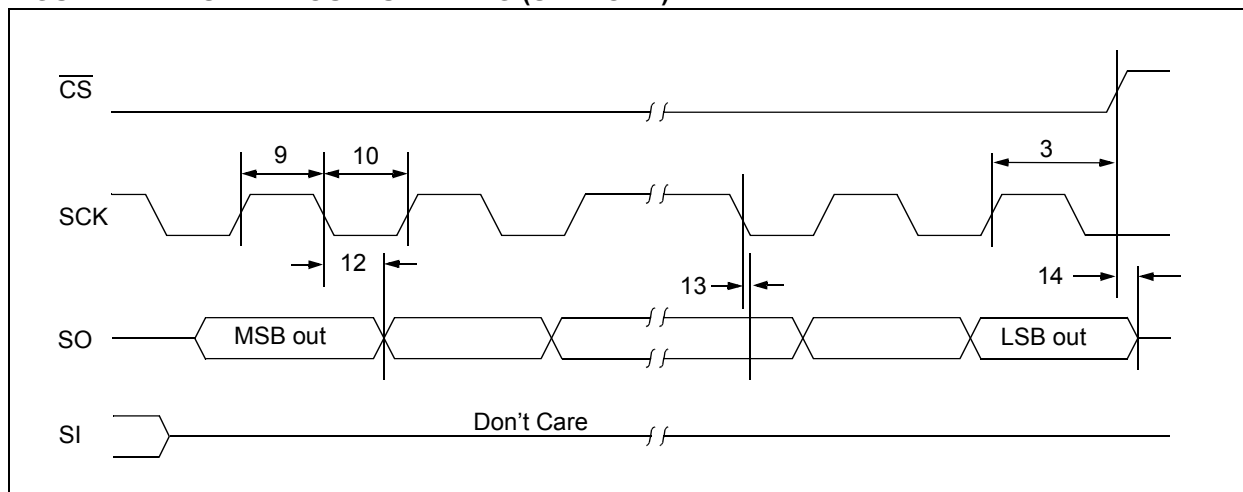 CS
9
10
3
SCK
12
13
14
SO
MSB out
LSB out
SI
Don't Care